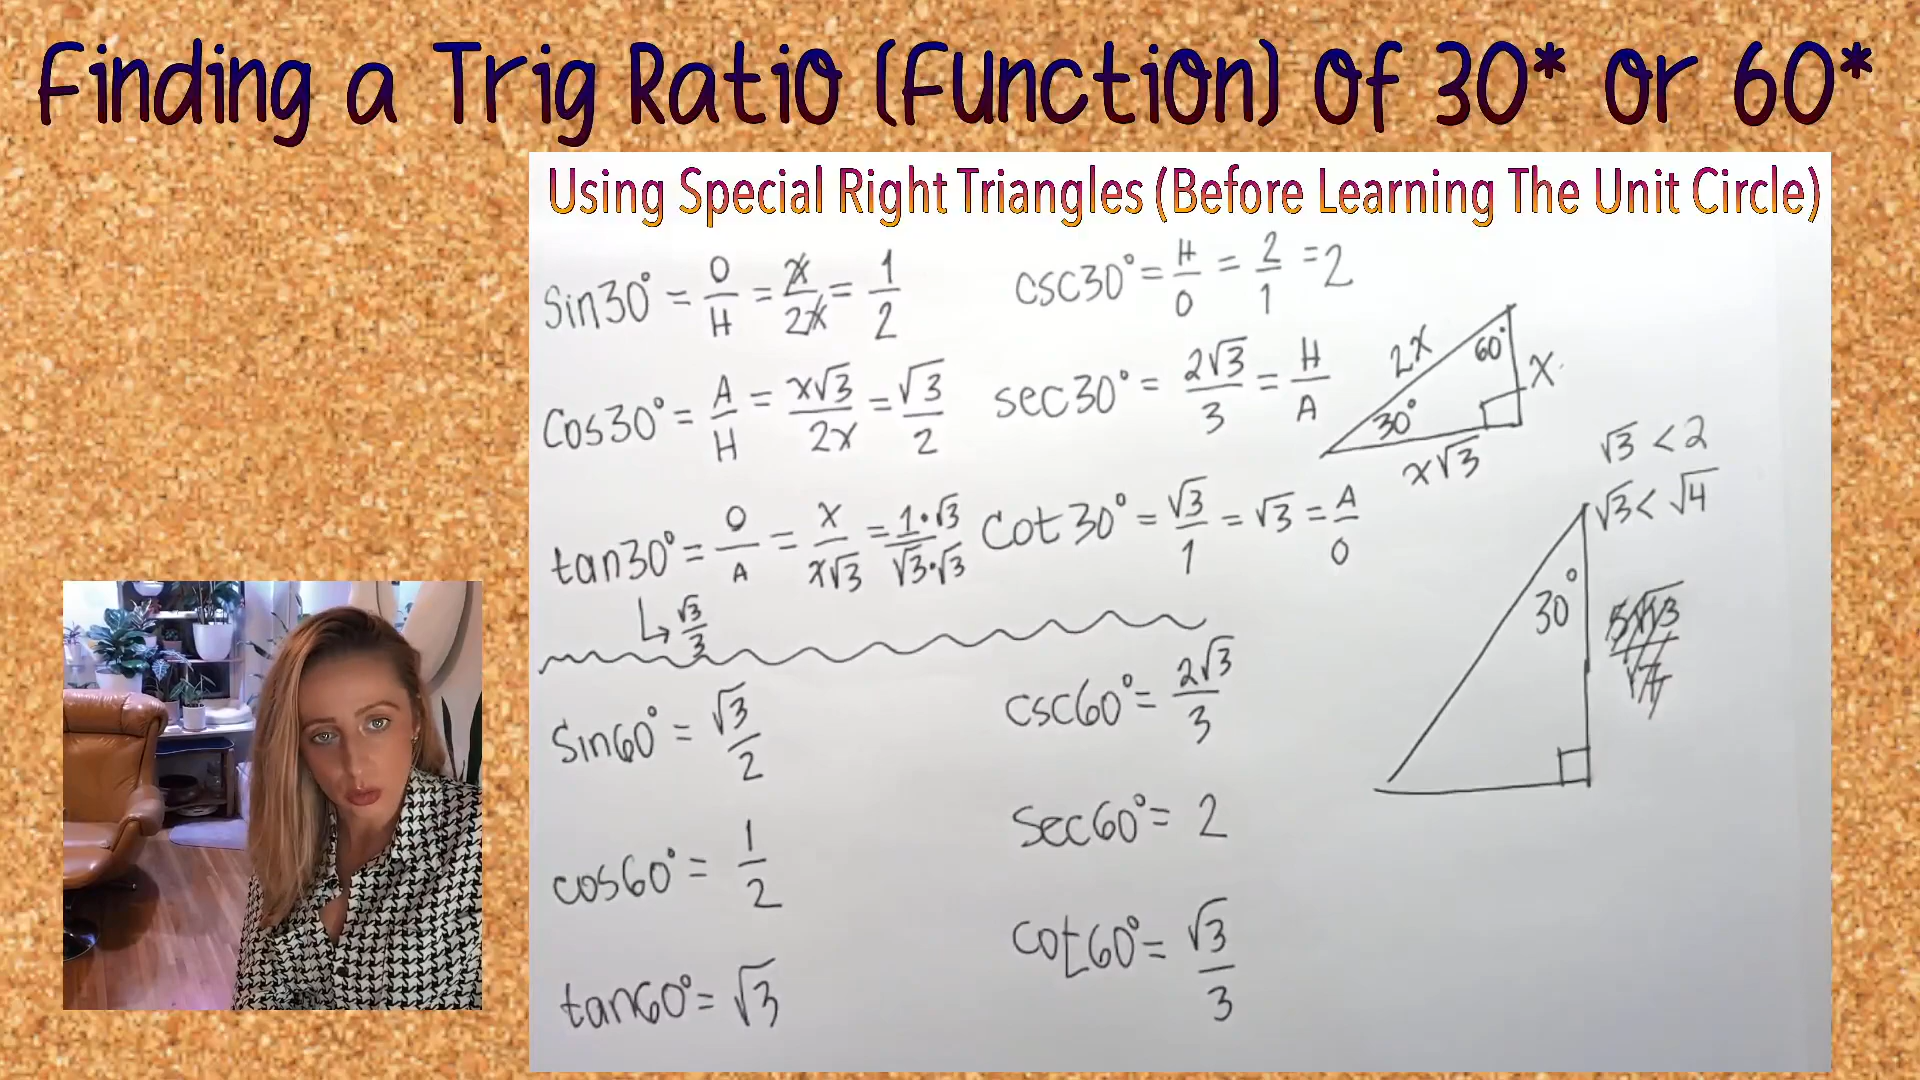 Finding a Trig Ratio (Function) of 30* or 60*
Using Special Right Triangles (Before Learning The Unit Circle)
Sin30° = O/H = x/2x = 1/2
csc30° = H/O = 2/1 = 2
Cos30° = A/H = x√3/2x = √3/2
sec30° = 2√3/3 = H/A
tan30° = O/A = x/x√3 = 1·√3/√3·√3
↳ √3/3
Cot30° = √3/1 = √3 = A/O
2x
60°
x
30°
x√3
√3 < 2
√3 < √4
30°
Sin60° = √3/2
csc60° = 2√3/3
cos60° = 1/2
Sec60° = 2
tan60° = √3
cot60° = √3/3